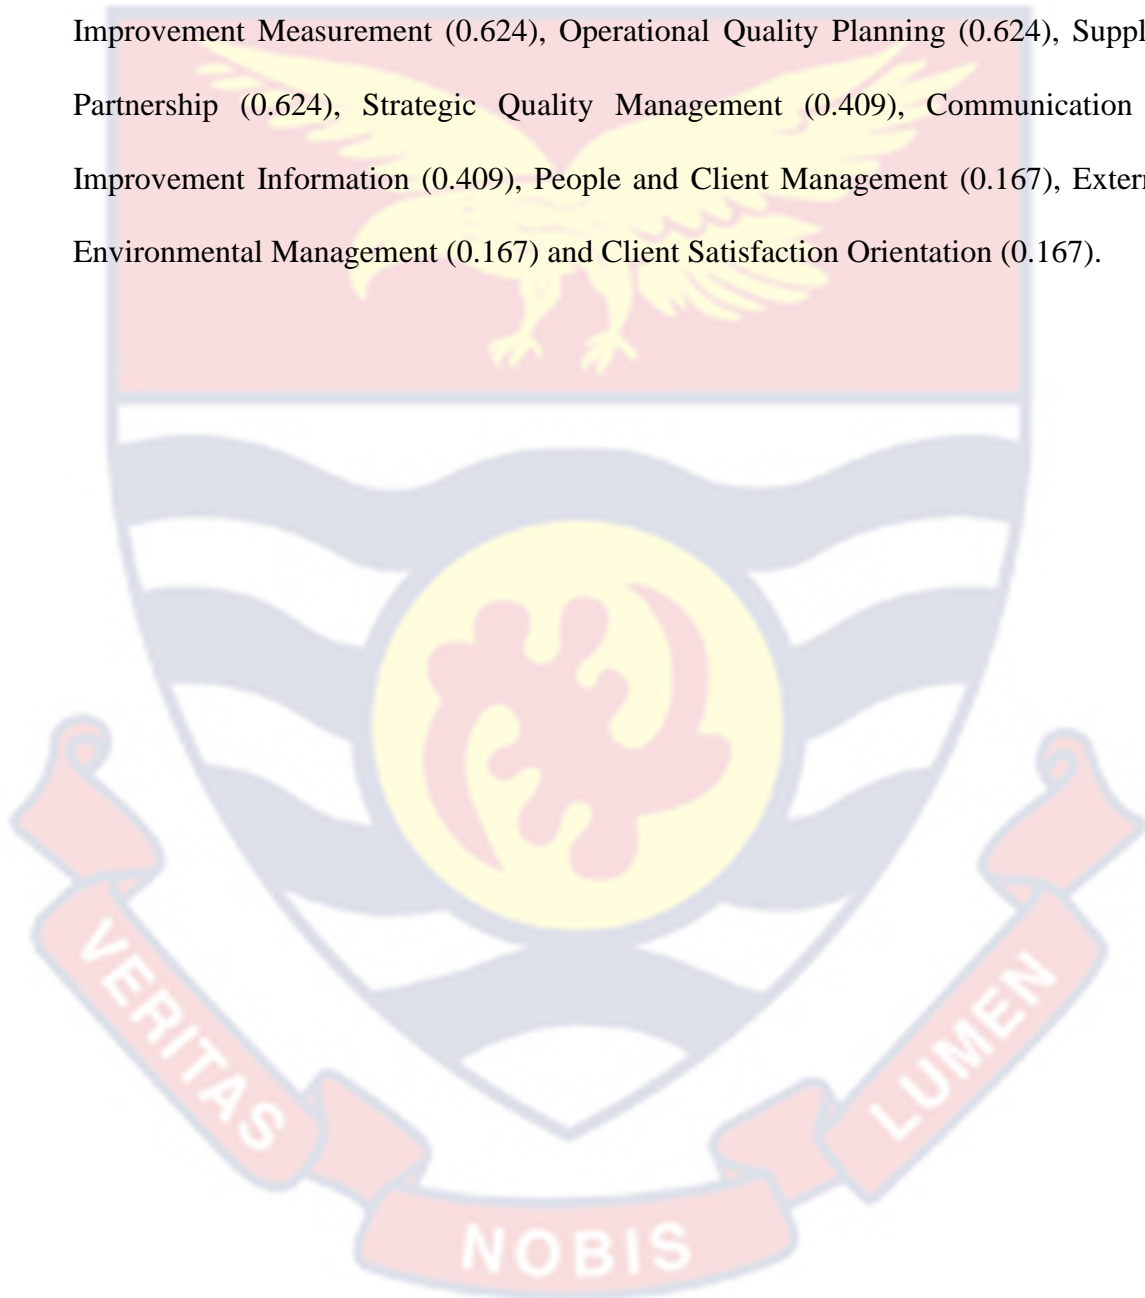 Improvement Measurement (0.624), Operational Quality Planning (0.624), Suppl
Partnership (0.624), Strategic Quality Management (0.409), Communication
Improvement Information (0.409), People and Client Management (0.167), Extern
Environmental Management (0.167) and Client Satisfaction Orientation (0.167).
VERITAS
NOBIS
LUMEN